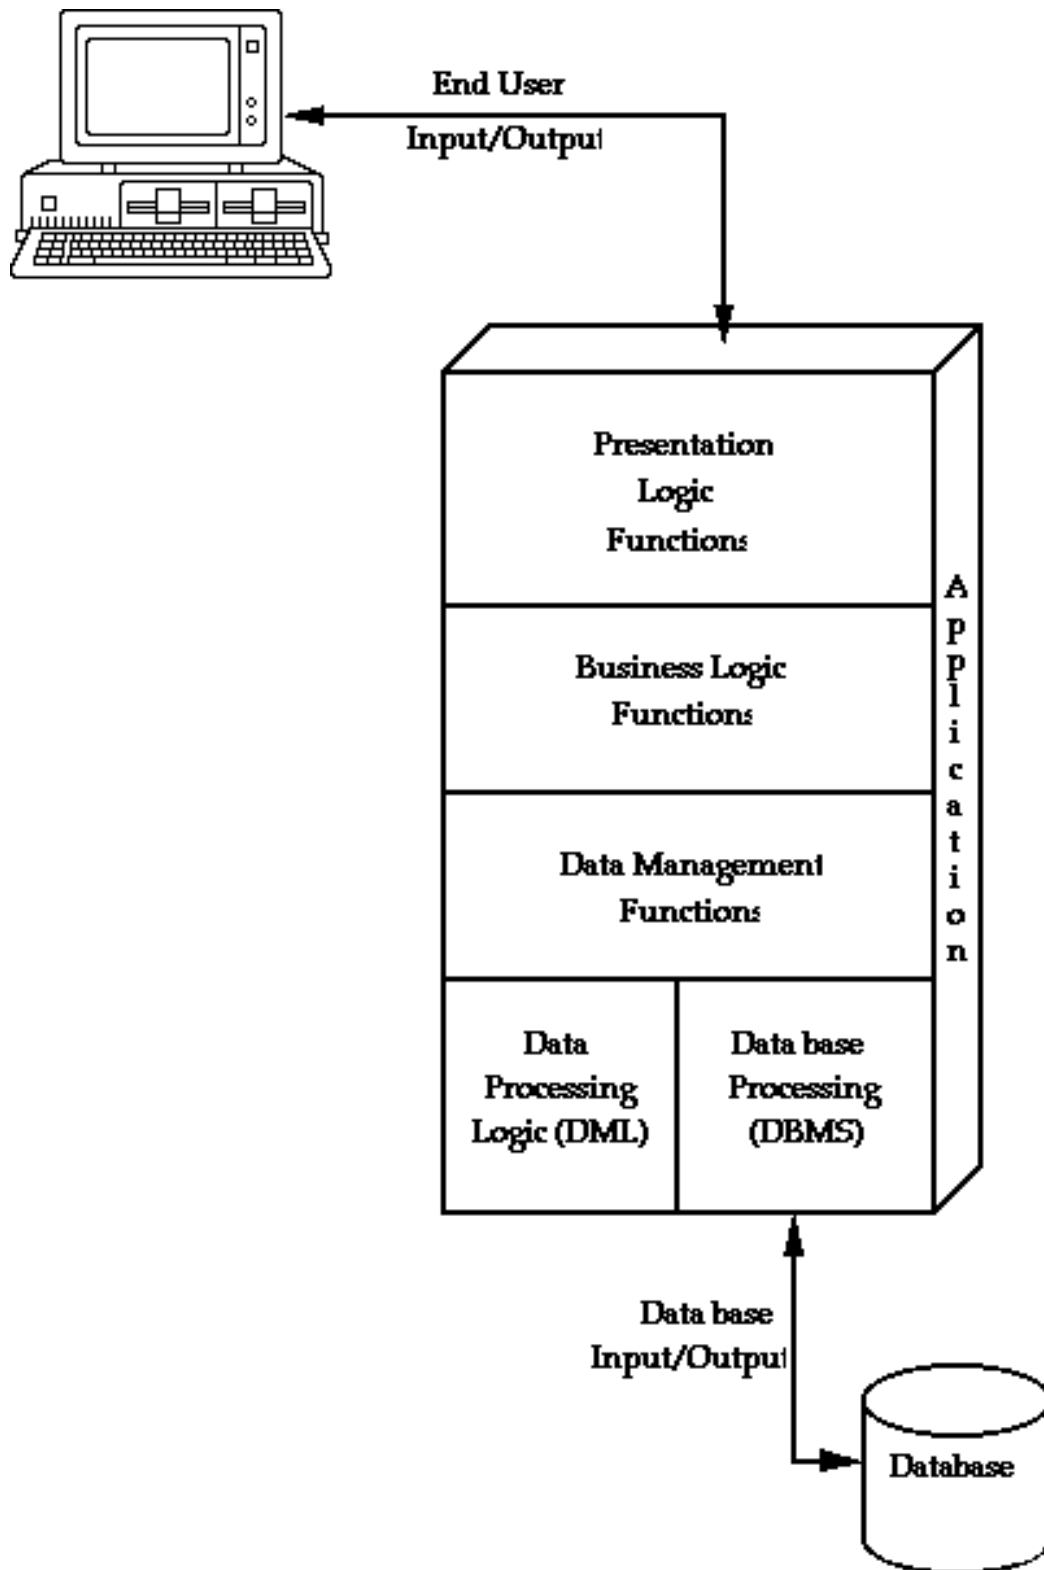 End User
Input/Output
Presentation
Logic
Functions
Business Logic
Functions
Data Management
Functions
Application
Data
Processing
Logic (DML)
Data base
Processing
(DBMS)
Data base
Input/Output
Database